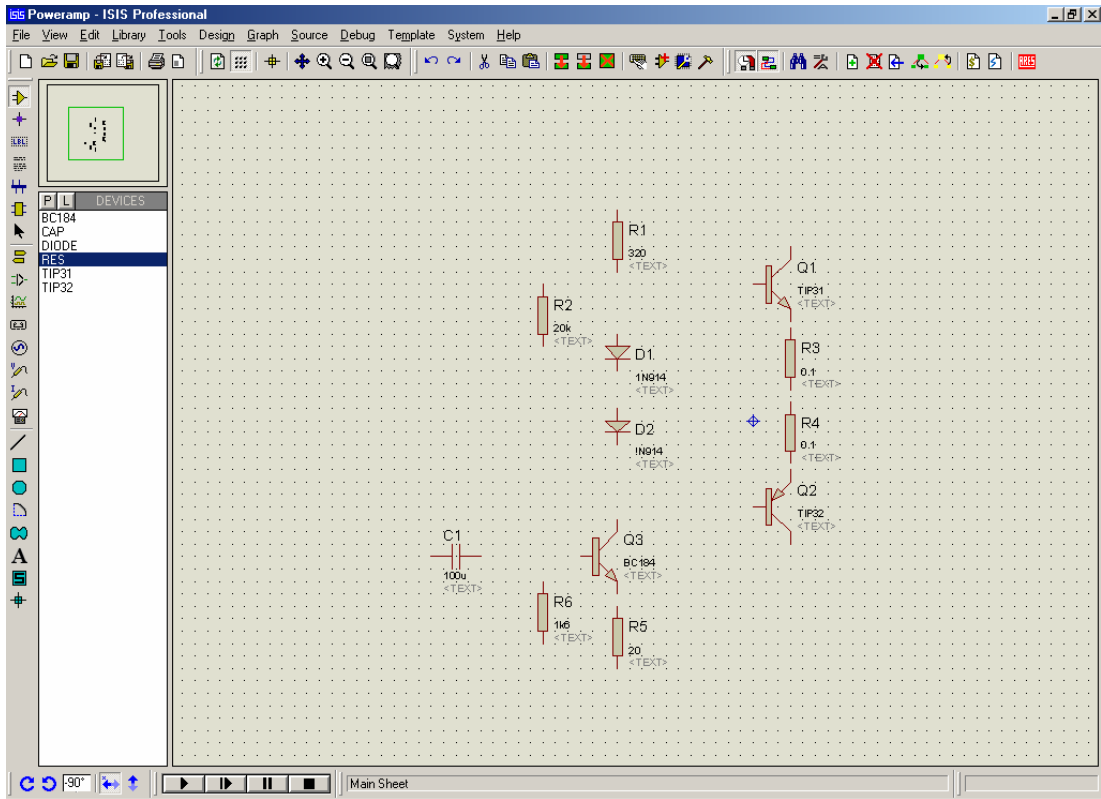 ISIS Poweramp - ISIS Professional
File View Edit Library Tools Design Graph Source Debug Template System Help
ARES
LBL
P L DEVICES
BC184
CAP
DIODE
RES
TIP31
TIP32
A
S
R1
320
<TEXT>
Q1
TIP31
<TEXT>
R2
20k
<TEXT>
R3
0.1
<TEXT>
D1
1N914
<TEXT>
R4
0.1
<TEXT>
D2
!N914
<TEXT>
Q2
TIP32
<TEXT>
C1
100u
<TEXT>
Q3
BC184
<TEXT>
R6
1k6
<TEXT>
R5
20
<TEXT>
-90°
Main Sheet